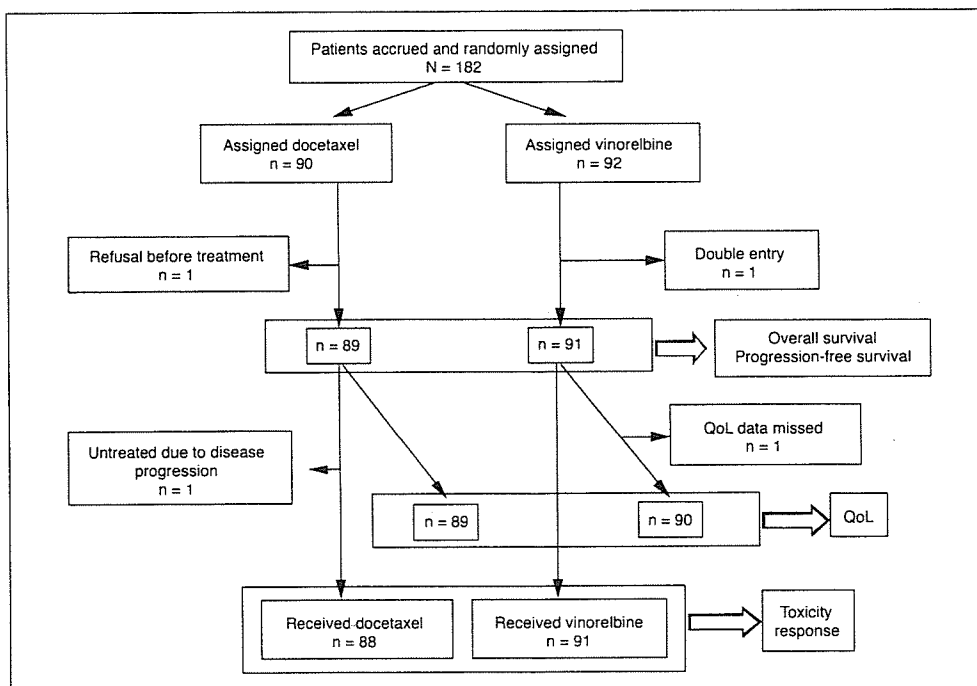 Patients accrued and randomly assigned
N = 182
Assigned docetaxel
n = 90
Assigned vinorelbine
n = 92
Refusal before treatment
n = 1
Double entry
n = 1
n = 89
n = 91
Overall survival
Progression-free survival
Untreated due to disease
progression
n = 1
QoL data missed
n = 1
n = 89
n = 90
QoL
Received docetaxel
n = 88
Received vinorelbine
n = 91
Toxicity
response